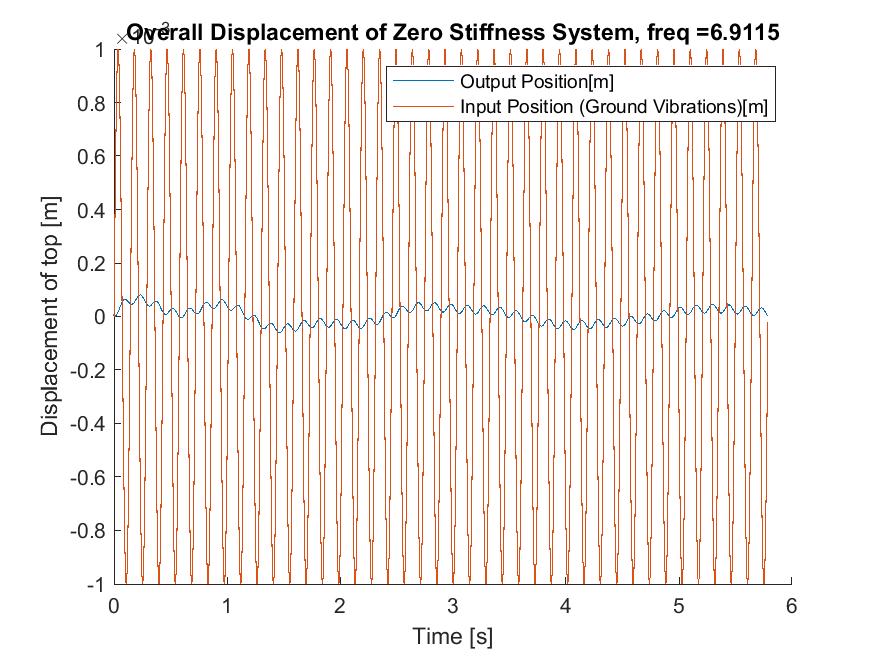 Overall Displacement of Zero Stiffness System, freq =6.9115
×10-3
Output Position[m]
Input Position (Ground Vibrations)[m]
Displacement of top [m]
1
0.8
0.6
0.4
0.2
0
-0.2
-0.4
-0.6
-0.8
-1
0 1 2 3 4 5 6
Time [s]